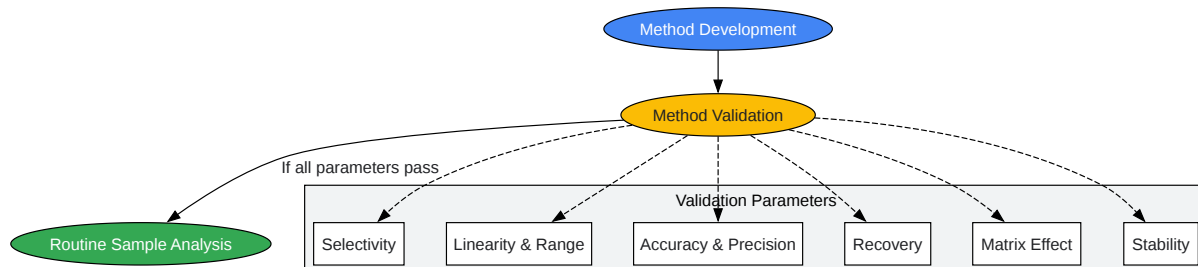 Method Development
Method Validation
If all parameters pass
Validation Parameters
Routine Sample Analysis
Selectivity
Linearity & Range
Accuracy & Precision
Recovery
Matrix Effect
Stability